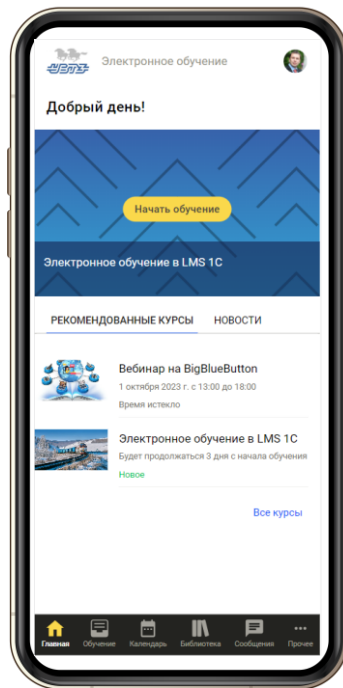 УВТЗ
Электронное обучение
Добрый день!
Начать обучение
Электронное обучение в LMS 1С
РЕКОМЕНДОВАННЫЕ КУРСЫ НОВОСТИ
Вебинар на BigBlueButton
1 октября 2023 г. с 13:00 до 18:00
Время истекло
Электронное обучение в LMS 1С
Будет продолжаться 3 дня с начала обучения
Новое
Все курсы
Главная Обучение Календарь Библиотека Сообщения Прочее